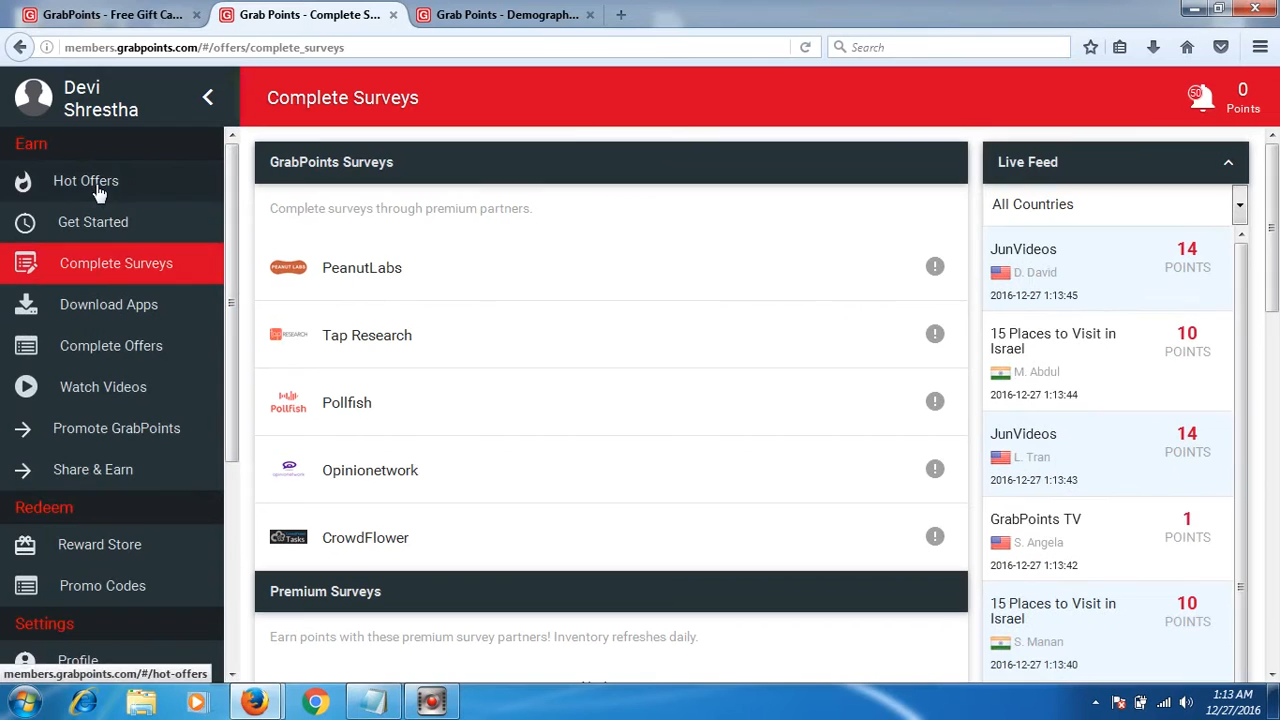 GrabPoints - Free Gift Ca...
Grab Points - Complete S...
Grab Points - Demograph...
members.grabpoints.com/#/offers/complete_surveys
Search
Devi
Shrestha
Complete Surveys
50
0
Points
Earn
Hot Offers
Get Started
Complete Surveys
Download Apps
Complete Offers
Watch Videos
Promote GrabPoints
Share & Earn
Redeem
Reward Store
Promo Codes
Settings
Profile
members.grabpoints.com/#/hot-offers
GrabPoints Surveys
Complete surveys through premium partners.
PEANUT LABS
PeanutLabs
tapRESEARCH
Tap Research
Pollfish
Pollfish
Opinionetwork
Tasks
CrowdFlower
Premium Surveys
Earn points with these premium survey partners! Inventory refreshes daily.
Live Feed
All Countries
JunVideos
14
D. David
POINTS
2016-12-27 1:13:45
15 Places to Visit in
Israel
10
POINTS
M. Abdul
2016-12-27 1:13:44
JunVideos
14
L. Tran
POINTS
2016-12-27 1:13:43
GrabPoints TV
1
S. Angela
POINTS
2016-12-27 1:13:42
15 Places to Visit in
Israel
10
POINTS
S. Manan
2016-12-27 1:13:40
1:13 AM
12/27/2016